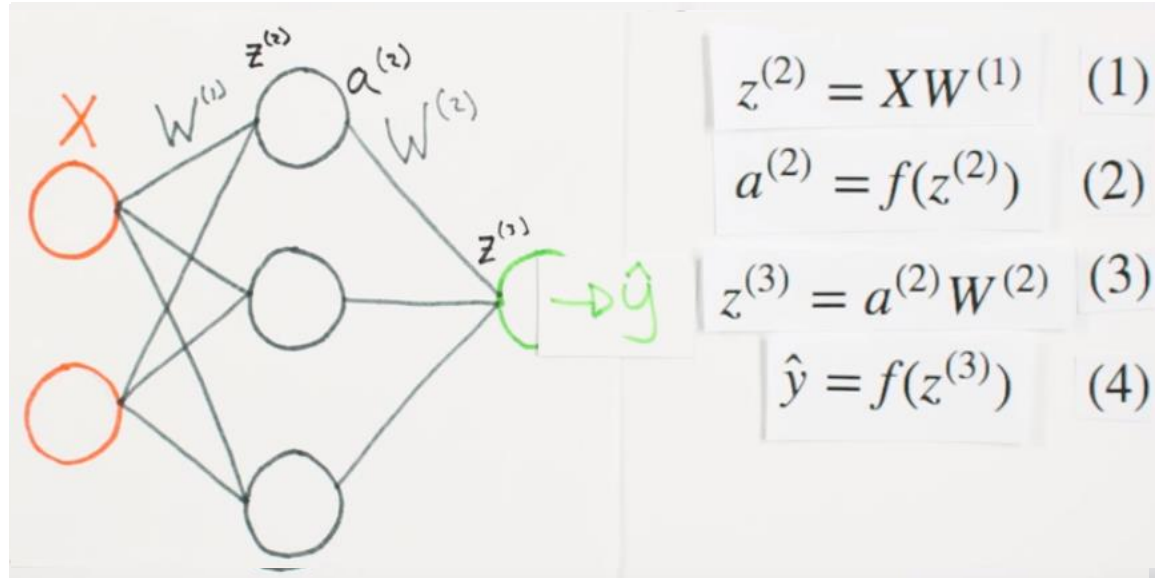 X
W⁽¹⁾
z⁽²⁾
a⁽²⁾
W⁽²⁾
z⁽³⁾
ŷ
z⁽²⁾ = XW⁽¹⁾ (1)
a⁽²⁾ = f(z⁽²⁾) (2)
z⁽³⁾ = a⁽²⁾W⁽²⁾ (3)
ŷ = f(z⁽³⁾) (4)